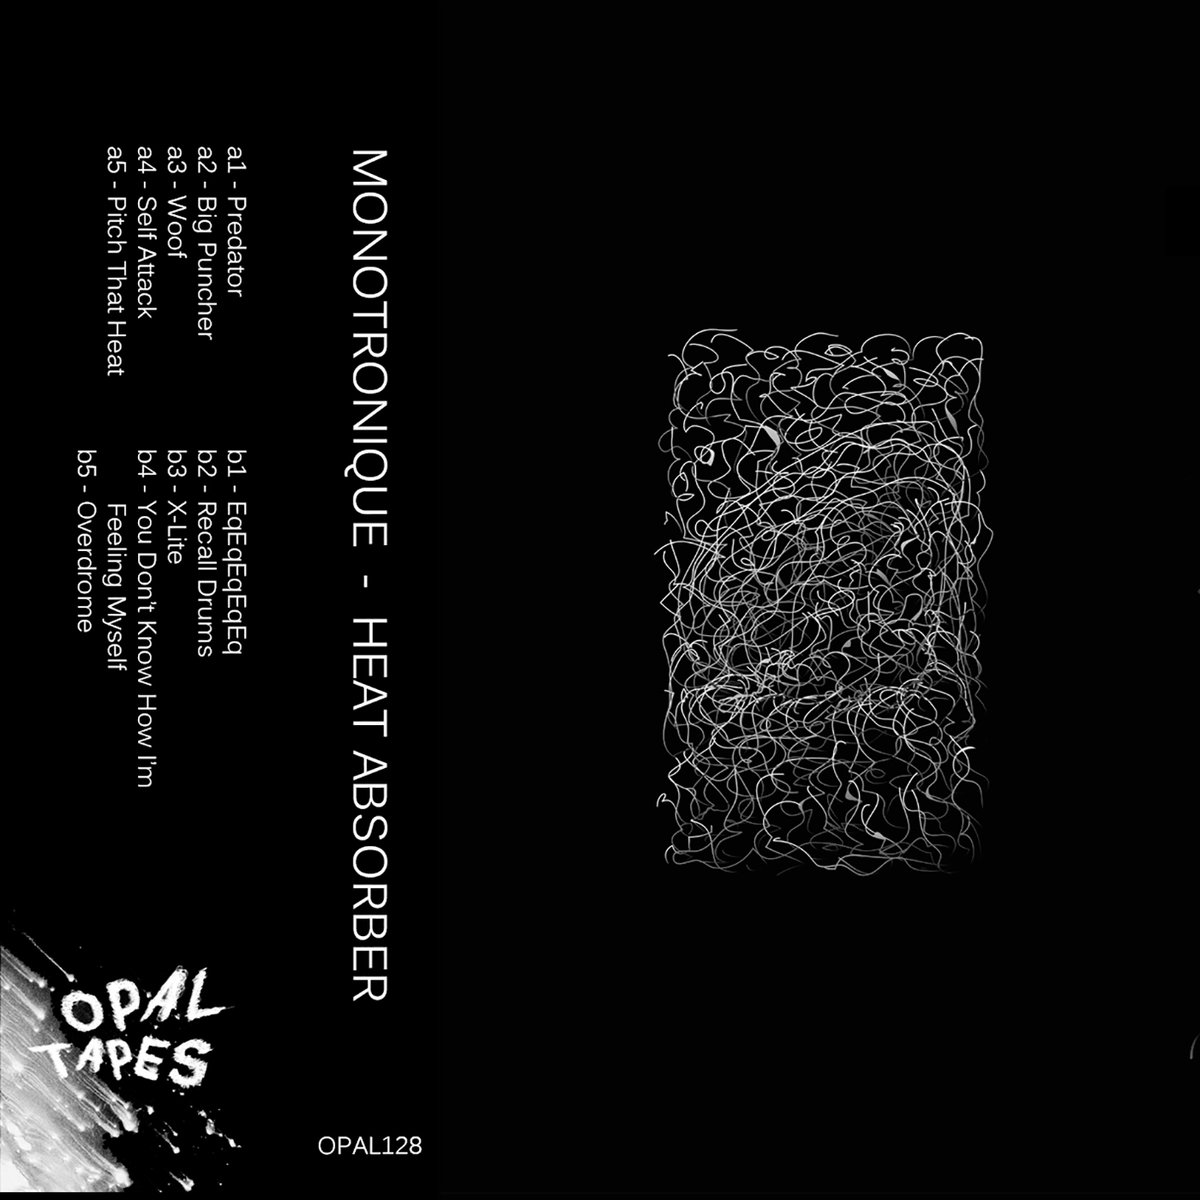 MONOTRONIQUE - HEAT ABSORBER
a1 - Predator
a2 - Big Puncher
a3 - Woof
a4 - Self Attack
a5 - Pitch That Heat
b1 - EqEqEqEqEq
b2 - Recall Drums
b3 - X-Lite
b4 - You Don't Know How I'm
Feeling Myself
b5 - Overdrome
OPAL
TAPES
OPAL128